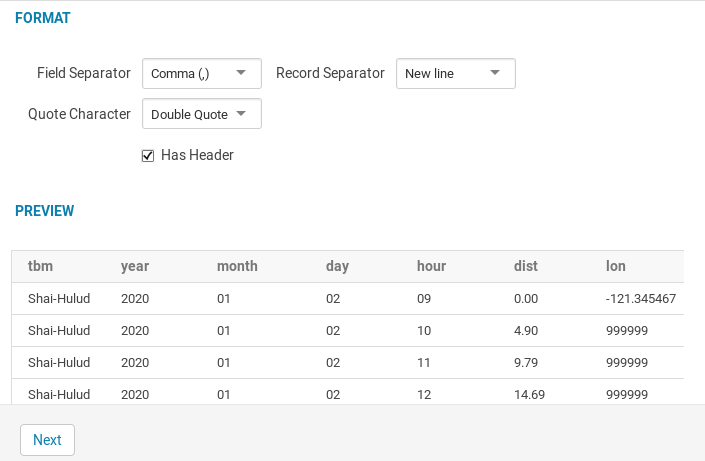 FORMAT
Field Separator Comma (,) Record Separator New line
Quote Character Double Quote
Has Header
PREVIEW
tbm year month day hour dist lon
Shai-Hulud 2020 01 02 09 0.00 -121.345467
Shai-Hulud 2020 01 02 10 4.90 999999
Shai-Hulud 2020 01 02 11 9.79 999999
Shai-Hulud 2020 01 02 12 14.69 999999
Next